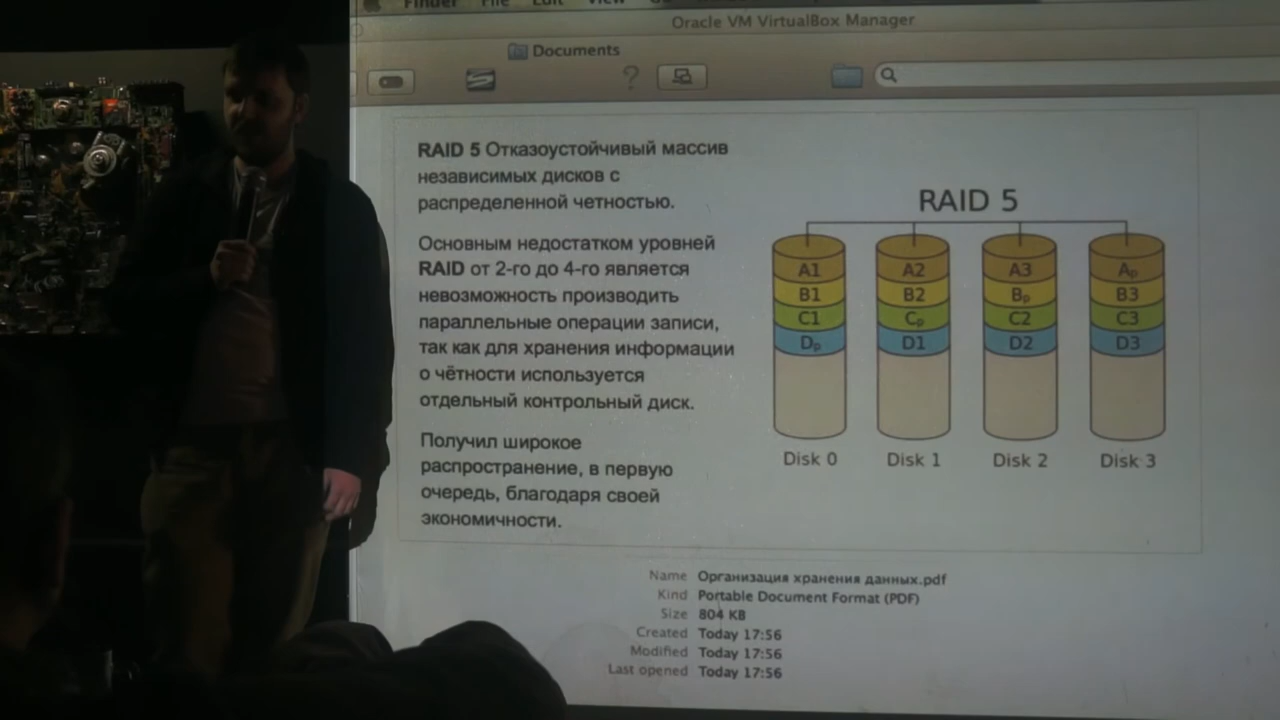 Finder File Edit View
Oracle VM VirtualBox Manager
Documents
?
RAID 5 Отказоустойчивый массив
независимых дисков с
распределенной четностью.
Основным недостатком уровней
RAID от 2-го до 4-го является
невозможность производить
параллельные операции записи,
так как для хранения информации
о чётности используется
отдельный контрольный диск.
Получил широкое
распространение, в первую
очередь, благодаря своей
экономичности.
RAID 5
A1 A2 A3 Ap
B1 B2 Bp B3
C1 Cp C2 C3
Dp D1 D2 D3
Disk 0 Disk 1 Disk 2 Disk 3
Name Организация хранения данных.pdf
Kind Portable Document Format (PDF)
Size 804 KB
Created Today 17:56
Modified Today 17:56
Last opened Today 17:56